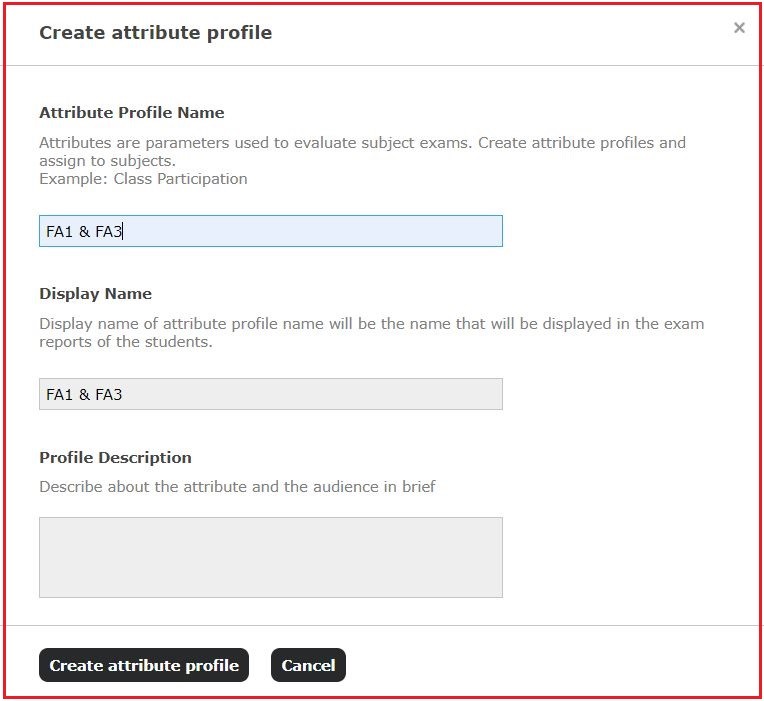 Create attribute profile
×
Attribute Profile Name
Attributes are parameters used to evaluate subject exams. Create attribute profiles and
assign to subjects.
Example: Class Participation
FA1 & FA3
Display Name
Display name of attribute profile name will be the name that will be displayed in the exam
reports of the students.
FA1 & FA3
Profile Description
Describe about the attribute and the audience in brief
Create attribute profile Cancel